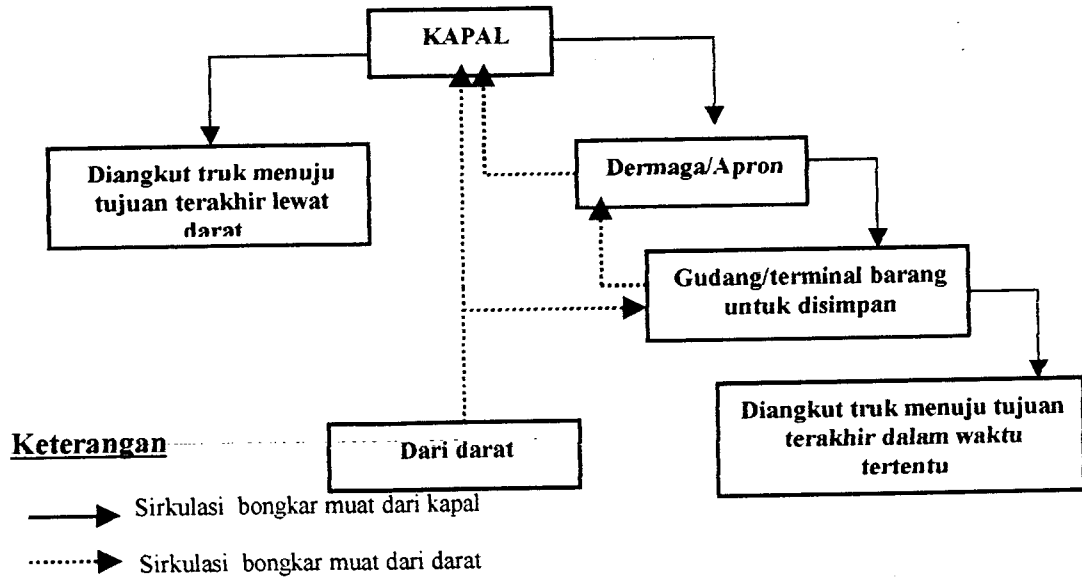 KAPAL
Diangkut truk menuju
tujuan terakhir lewat
darat
Dermaga/Apron
Gudang/terminal barang
untuk disimpan
Diangkut truk menuju tujuan
terakhir dalam waktu
tertentu
Dari darat
Keterangan
Sirkulasi bongkar muat dari kapal
Sirkulasi bongkar muat dari darat